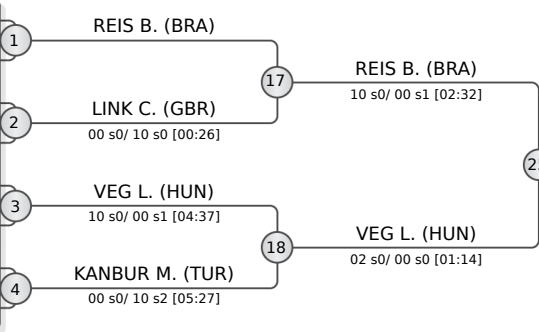 REIS B. (BRA)
1
17
REIS B. (BRA)
10 s0/ 00 s1 [02:32]
LINK C. (GBR)
2
00 s0/ 10 s0 [00:26]
VEG L. (HUN)
3
10 s0/ 00 s1 [04:37]
18
VEG L. (HUN)
02 s0/ 00 s0 [01:14]
KANBUR M. (TUR)
4
00 s0/ 10 s2 [05:27]